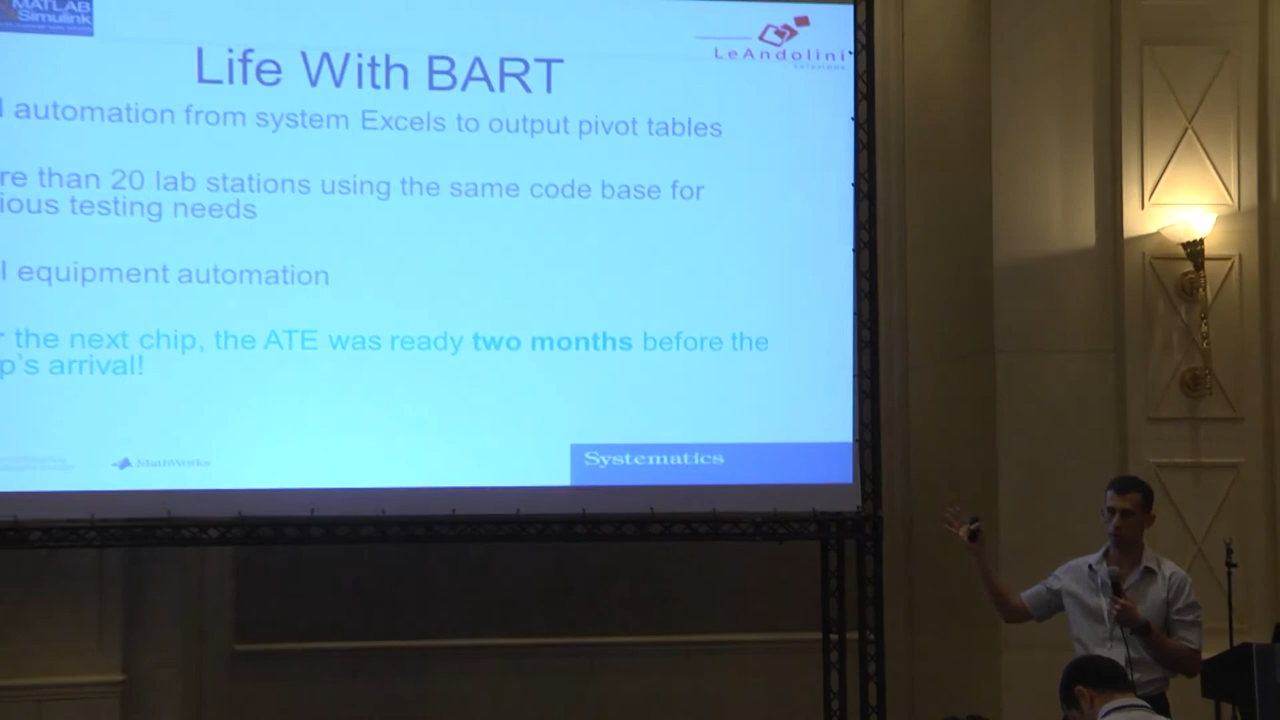 MATLAB
Simulink
LeAndolini
Life With BART
l automation from system Excels to output pivot tables
re than 20 lab stations using the same code base for
ious testing needs
l equipment automation
r the next chip, the ATE was ready two months before the
p's arrival!
MathWorks
Systematics